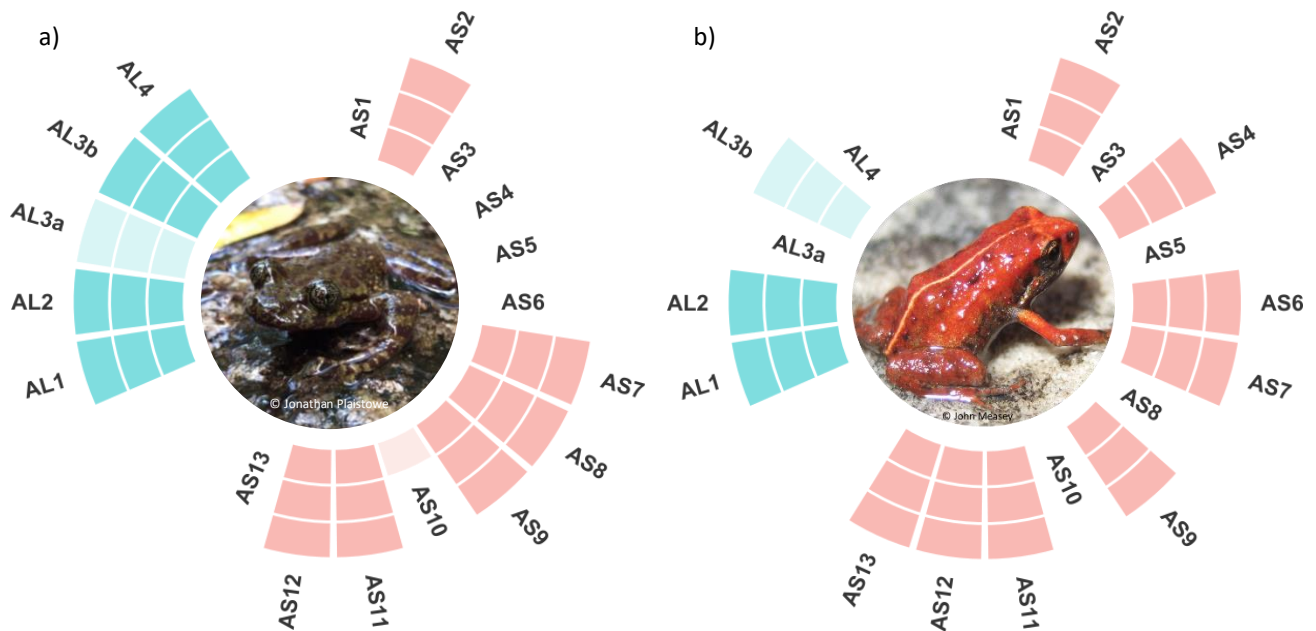 a)
AL1
AL2
AL3a
AL3b
AL4
AS1
AS2
AS3
AS4
AS5
AS6
AS7
AS8
AS9
AS10
AS11
AS12
AS13
© Jonathan Plaistowe
b)
AL1
AL2
AL3a
AL3b
AL4
AS1
AS2
AS3
AS4
AS5
AS6
AS7
AS8
AS9
AS10
AS11
AS12
AS13
© John Measey